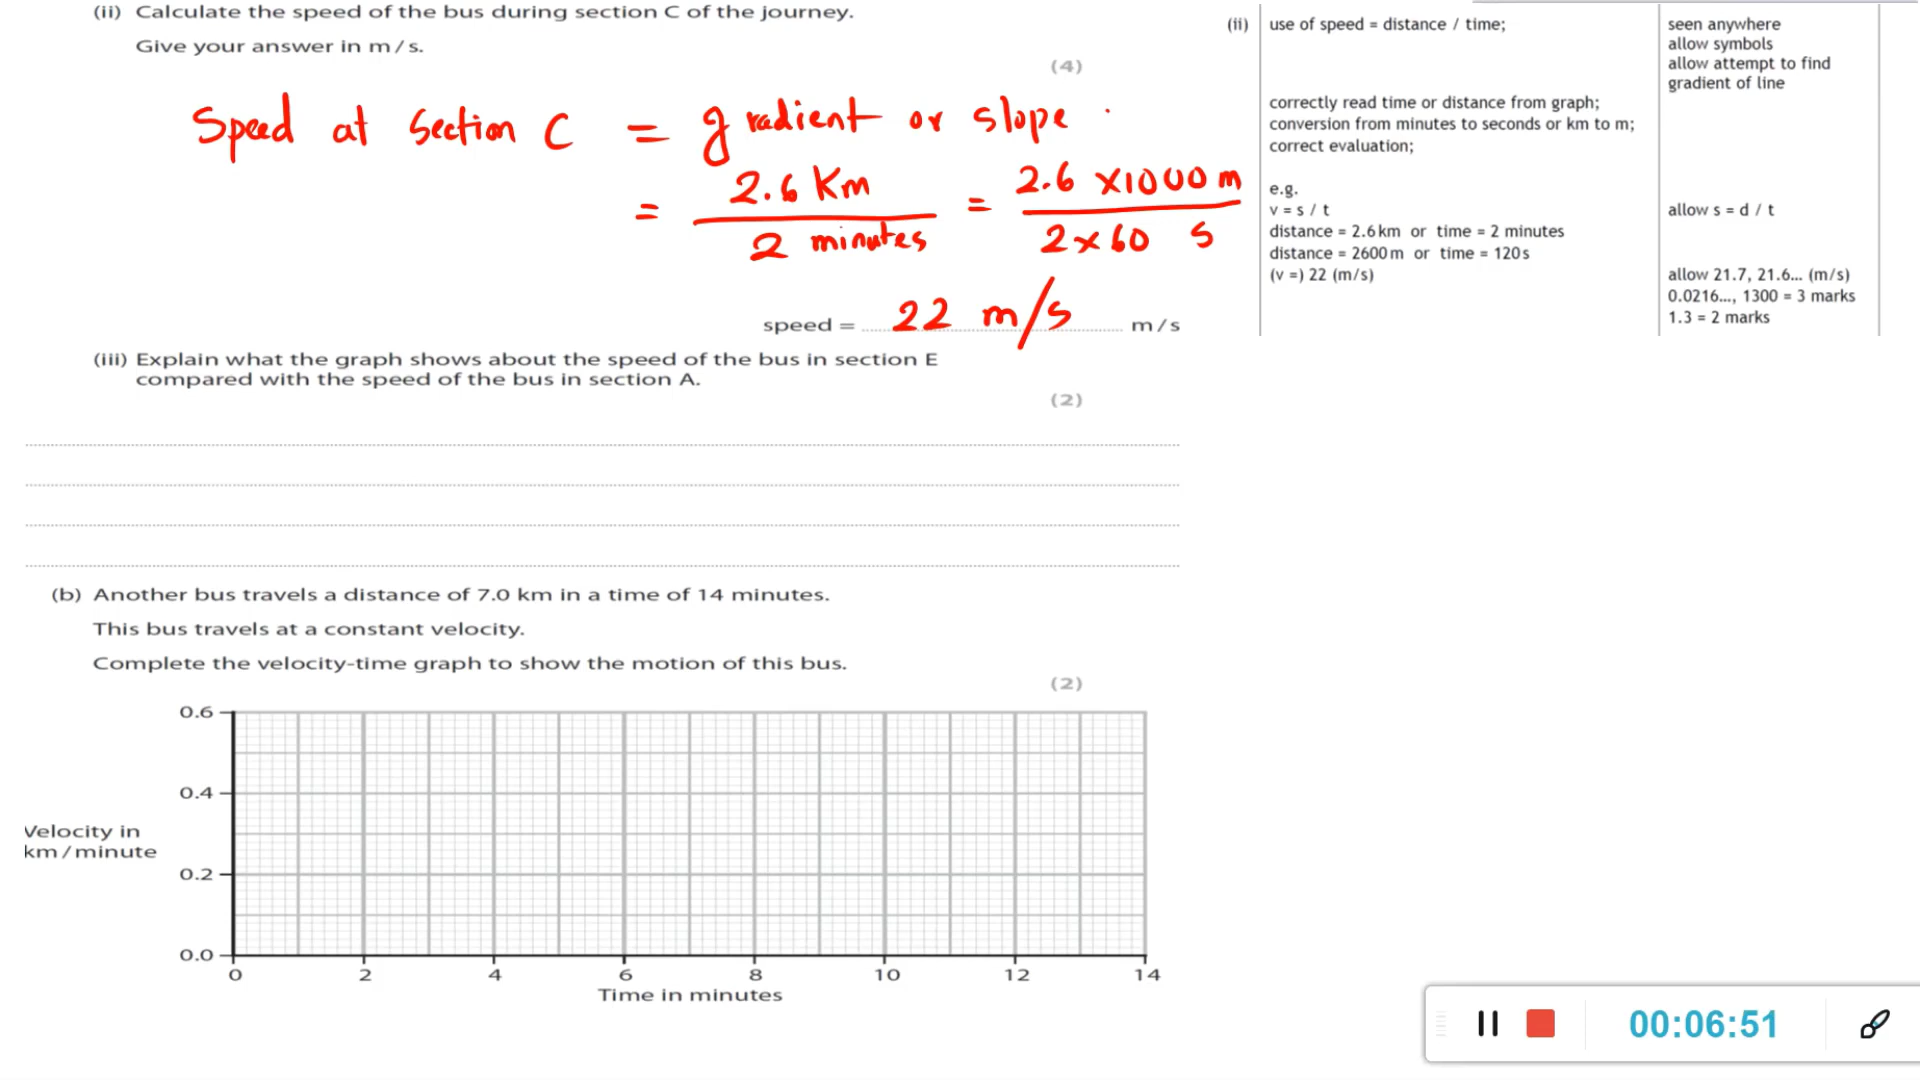 (ii) Calculate the speed of the bus during section C of the journey.
Give your answer in m / s.
(4)
Speed at Section C = gradient or slope .
= 2.6 Km / 2 minutes = 2.6 ×1000 m / 2 × 60 s
speed = 22 m/s m / s
(iii) Explain what the graph shows about the speed of the bus in section E
compared with the speed of the bus in section A.
(2)
(b) Another bus travels a distance of 7.0 km in a time of 14 minutes.
This bus travels at a constant velocity.
Complete the velocity-time graph to show the motion of this bus.
(2)
0.6
0.4
Velocity in
km / minute
0.2
0.0
0 2 4 6 8 10 12 14
Time in minutes
(ii) use of speed = distance / time;
seen anywhere
allow symbols
allow attempt to find
gradient of line
correctly read time or distance from graph;
conversion from minutes to seconds or km to m;
correct evaluation;
e.g.
v = s / t
allow s = d / t
distance = 2.6 km or time = 2 minutes
distance = 2600 m or time = 120 s
(v =) 22 (m/s)
allow 21.7, 21.6... (m/s)
0.0216..., 1300 = 3 marks
1.3 = 2 marks
00:06:51